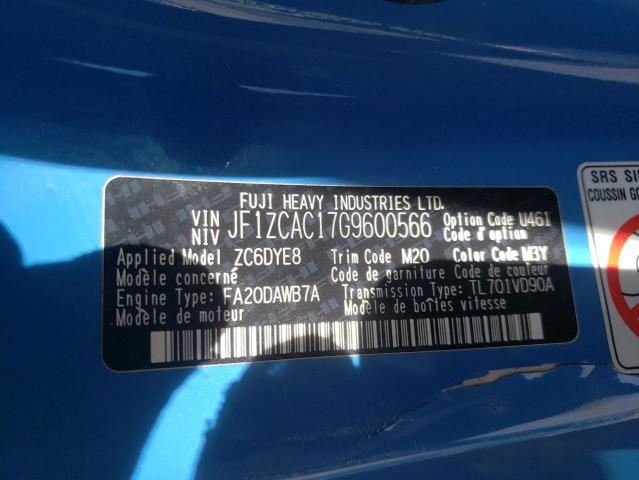 FUJI HEAVY INDUSTRIES LTD.
VIN NIV JF1ZCAC17G9600566 Option Code U461
Code d'option
Applied Model ZC6DYE8 Trim Code M20 Color Code M3Y
Modèle concerné Code de garniture Code de couleur
Engine Type: FA20DAWB7A Transmission Type: TL701VD90A
Modèle de moteur Modèle de boîtes vitesse
SRS SI
COUSSIN GO